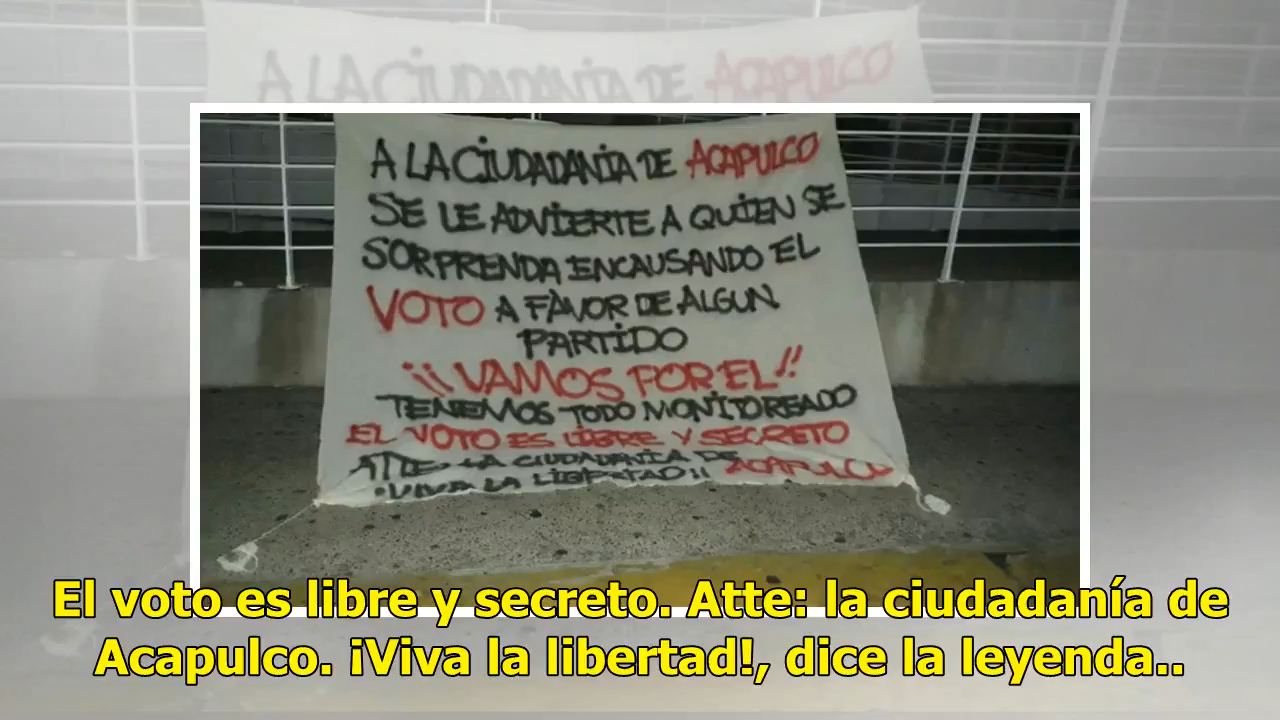 A LA CIUDADANIA DE ACAPULCO
A LA CIUDADANIA DE ACAPULCO
SE LE ADVIERTE A QUIEN SE
SORPRENDA ENCAUSANDO EL
VOTO A FAVOR DE ALGUN
PARTIDO
¡¡VAMOS POR EL!!
TENEMOS TODO MONITOREADO
EL VOTO ES LIBRE Y SECRETO
ATTE: LA CIUDADANIA DE ACAPULCO
¡VIVA LA LIBERTAD!!
El voto es libre y secreto. Atte: la ciudadanía de
Acapulco. ¡Viva la libertad!, dice la leyenda..